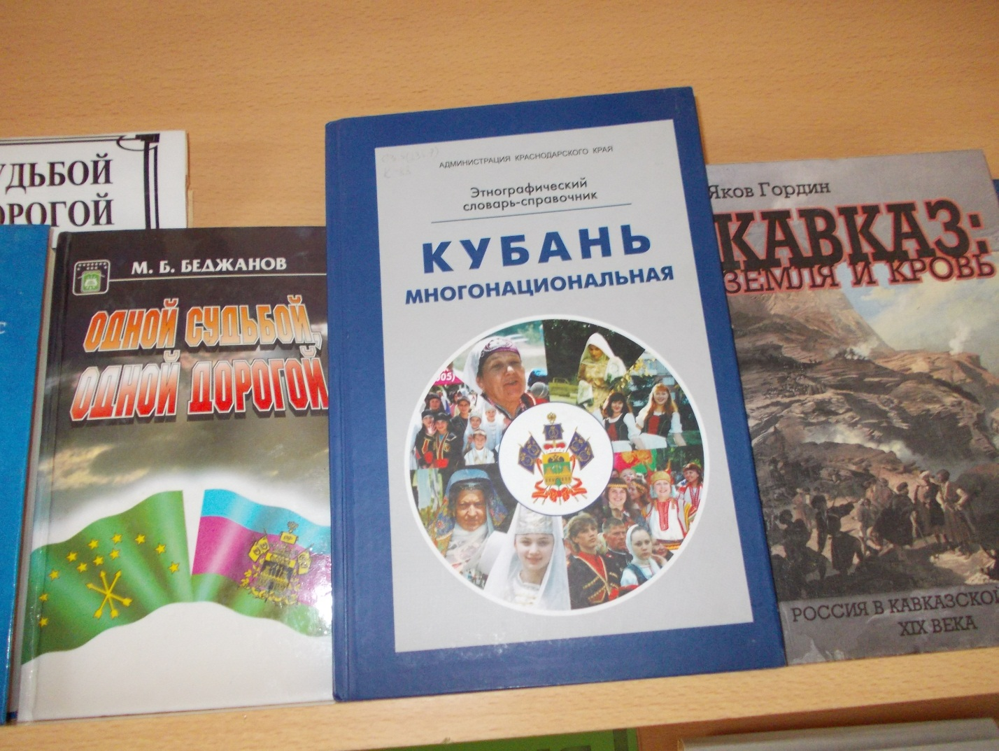 УДЬБОЙ
ОРОГОЙ
М. Б. БЕДЖАНОВ
ОДНОЙ СУДЬБОЙ,
ОДНОЙ ДОРОГОЙ
АДМИНИСТРАЦИЯ КРАСНОДАРСКОГО КРАЯ
Этнографический
словарь-справочник
КУБАНЬ
МНОГОНАЦИОНАЛЬНАЯ
005)
Яков Гордин
КАВКАЗ:
ЗЕМЛЯ И КРОВЬ
РОССИЯ В КАВКАЗСКОЙ
XIX ВЕКА